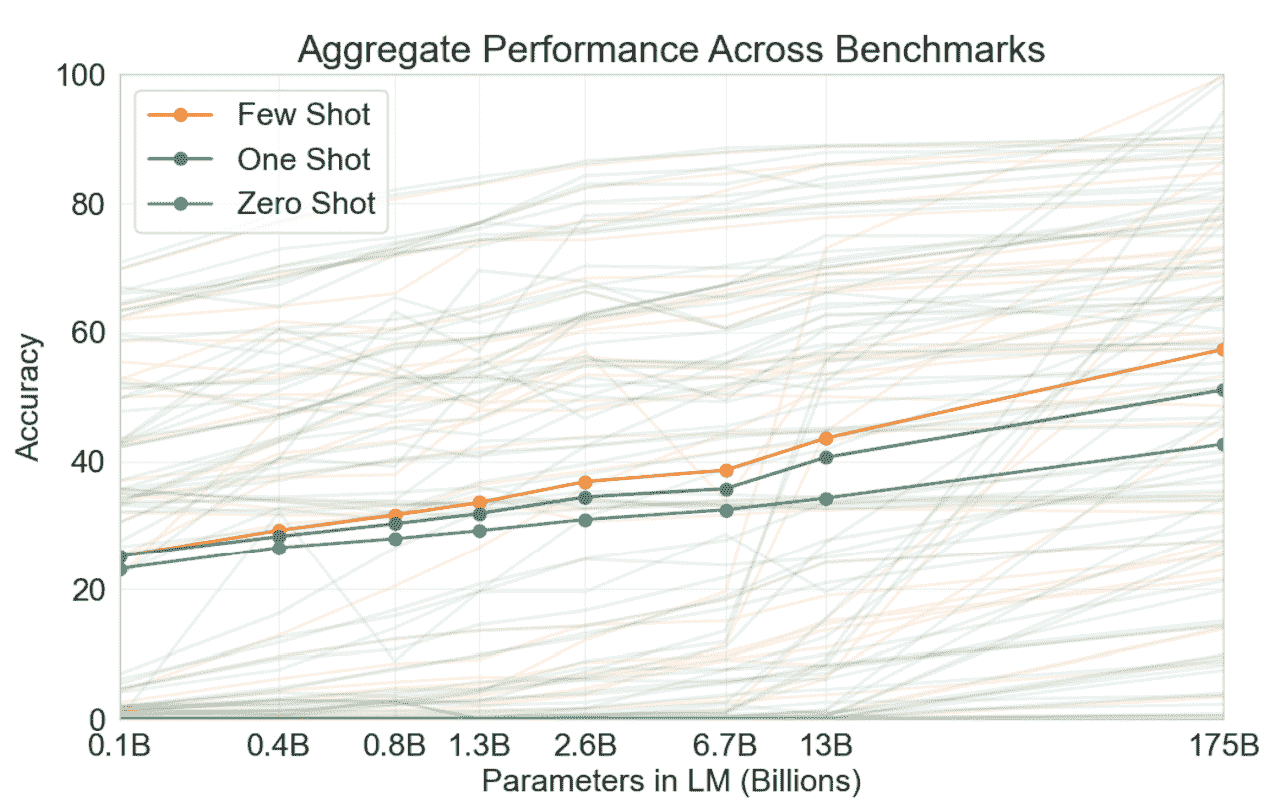 Aggregate Performance Across Benchmarks
100
80
60
40
20
0
Accuracy
Few Shot
One Shot
Zero Shot
0.1B 0.4B 0.8B 1.3B 2.6B 6.7B 13B 175B
Parameters in LM (Billions)